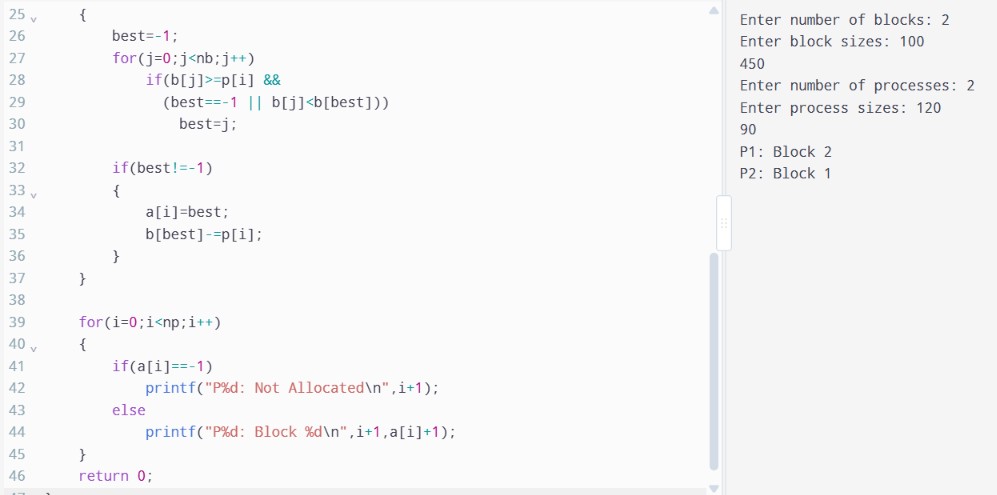 25 {
26 best=-1;
27 for(j=0;j<nb;j++)
28 if(b[j]>=p[i] &&
29 (best==-1 || b[j]<b[best]))
30 best=j;
31
32 if(best!=-1)
33 {
34 a[i]=best;
35 b[best]-=p[i];
36 }
37 }
38
39 for(i=0;i<np;i++)
40 {
41 if(a[i]==-1)
42 printf("P%d: Not Allocated\n",i+1);
43 else
44 printf("P%d: Block %d\n",i+1,a[i]+1);
45 }
46 return 0;
Enter number of blocks: 2
Enter block sizes: 100
450
Enter number of processes: 2
Enter process sizes: 120
90
P1: Block 2
P2: Block 1